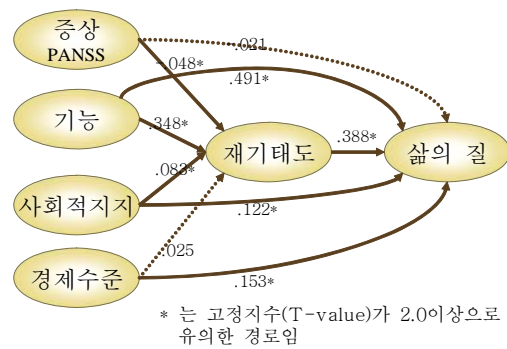 증상
PANSS
.021
-.048*
.491*
기능
.348*
재기태도
.388*
삶의 질
.083*
사회적지지
.122*
.025
경제수준
.153*
* 는 고정지수(T-value)가 2.0이상으로
유의한 경로임